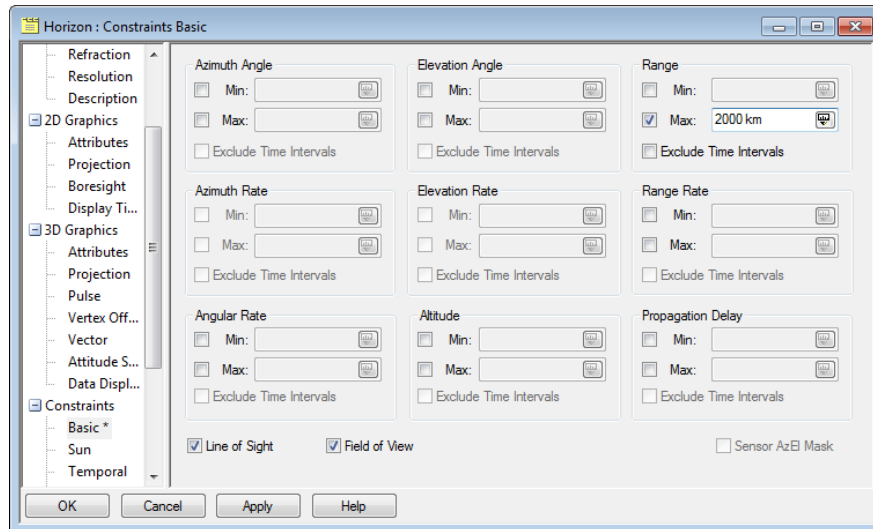 Horizon : Constraints Basic
Refraction
Resolution
Description
2D Graphics
Attributes
Projection
Boresight
Display Ti...
3D Graphics
Attributes
Projection
Pulse
Vertex Off...
Vector
Attitude S...
Data Displ...
Constraints
Basic *
Sun
Temporal
Azimuth Angle
Min:
Max:
Exclude Time Intervals
Elevation Angle
Min:
Max:
Exclude Time Intervals
Range
Min:
Max: 2000 km
Exclude Time Intervals
Azimuth Rate
Min:
Max:
Exclude Time Intervals
Elevation Rate
Min:
Max:
Exclude Time Intervals
Range Rate
Min:
Max:
Exclude Time Intervals
Angular Rate
Min:
Max:
Exclude Time Intervals
Altitude
Min:
Max:
Exclude Time Intervals
Propagation Delay
Min:
Max:
Exclude Time Intervals
Line of Sight
Field of View
Sensor AzEl Mask
OK
Cancel
Apply
Help